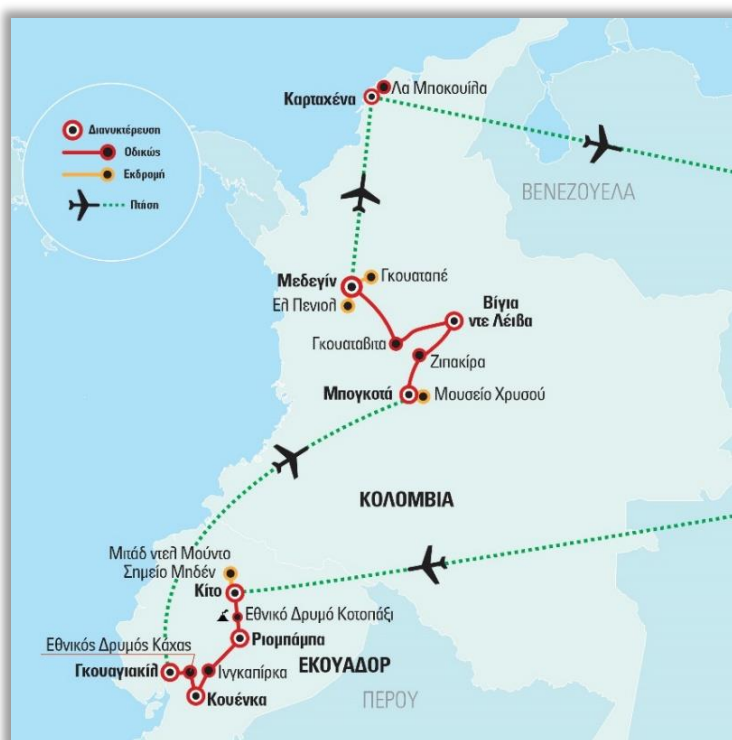 Λα Μποκουίλα
Καρταχένα
Διανυκτέρευση
Οδικώς
Εκδρομή
Πτήση
ΒΕΝΕΖΟΥΕΛΑ
Γκουαταπέ
Μεδεγίν
Ελ Πενιολ
Βίγια
ντε Λέιβα
Γκουαταβιτα
Ζιπακίρα
Μπογκοτά
Μουσείο Χρυσού
ΚΟΛΟΜΒΙΑ
Μιτάδ ντελ Μούντο
Σημείο Μηδέν
Κίτο
Εθνικό Δρυμό Κοτοπάξι
Ριομπάμπα
Εθνικός Δρυμός Κάχας
Γκουαγιακίλ
Ινγκαπίρκα
ΕΚΟΥΑΔΟΡ
Κουένκα
ΠΕΡΟΥ